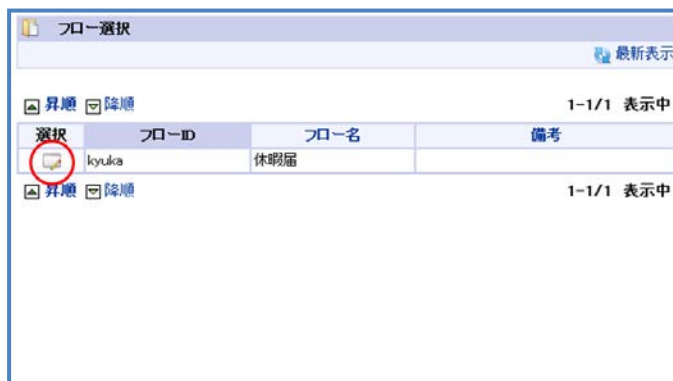 フロー選択
最新表示
昇順 降順 1-1/1 表示中
選択 フローID フロー名 備考
kyuka 休暇届
昇順 降順 1-1/1 表示中